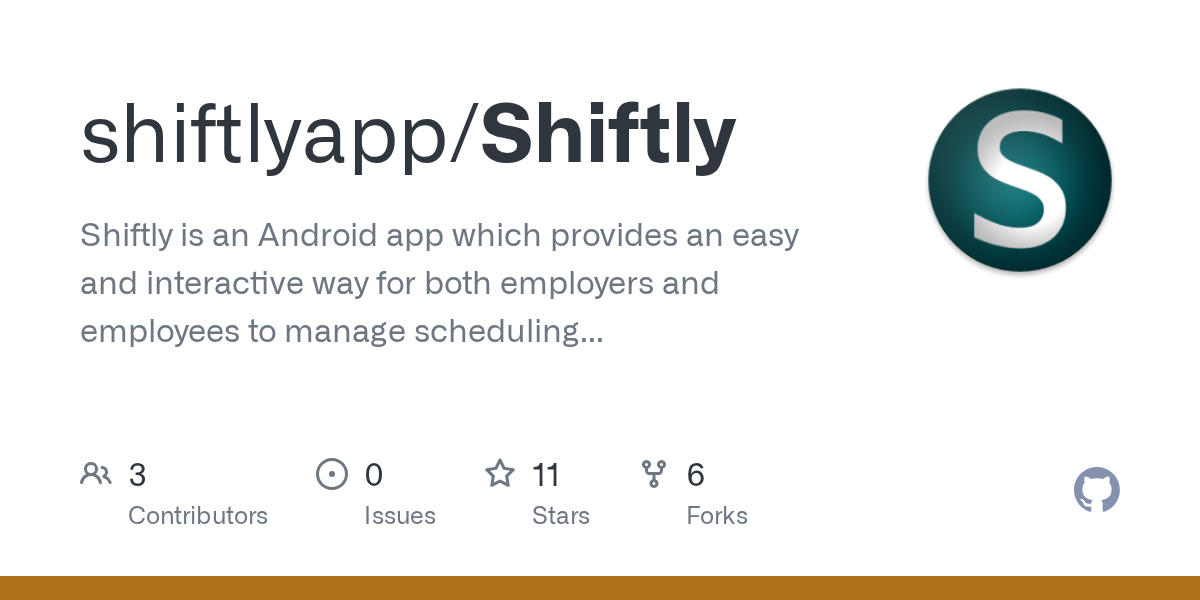 shiftlyapp/Shiftly
S
Shiftly is an Android app which provides an easy
and interactive way for both employers and
employees to manage scheduling...
3 0 11 6
Contributors Issues Stars Forks